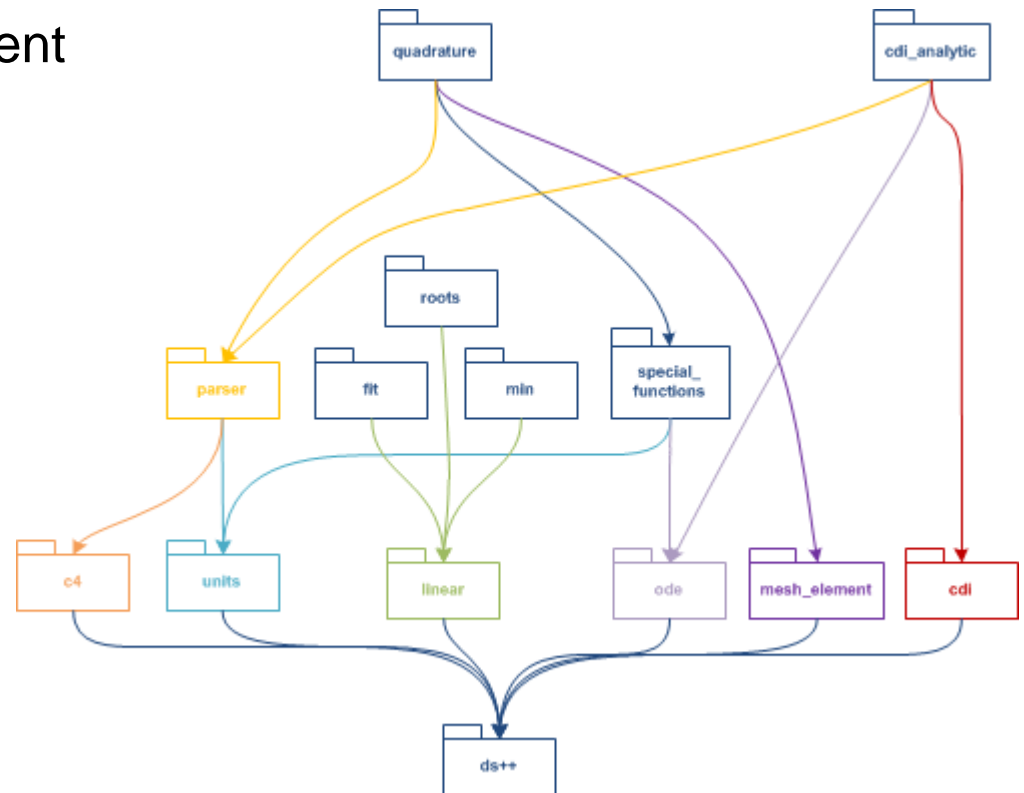 ent
quadrature
cdi_analytic
roots
parser
fit
min
special_
functions
c4
units
linear
ode
mesh_element
cdi
ds++